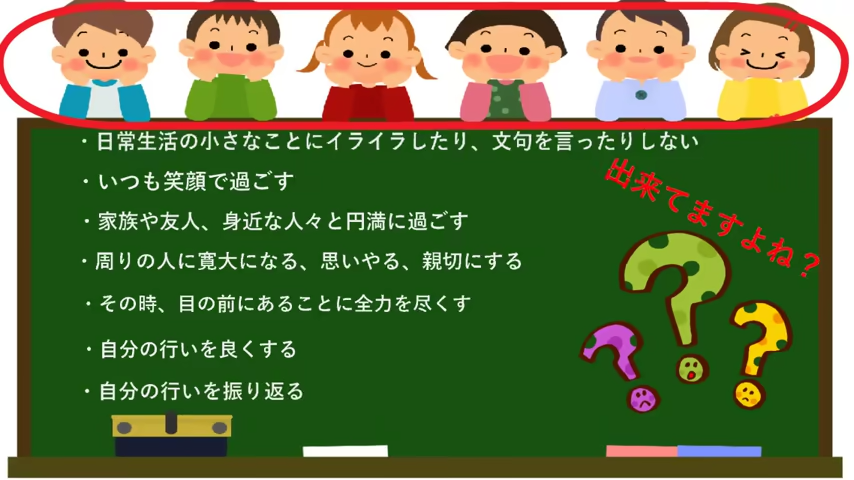 ・日常生活の小さなことにイライラしたり、文句を言ったりしない
・いつも笑顔で過ごす
出来てますよね？
・家族や友人、身近な人々と円満に過ごす
・周りの人に寛大になる、思いやる、親切にする
・その時、目の前にあることに全力を尽くす
・自分の行いを良くする
・自分の行いを振り返る